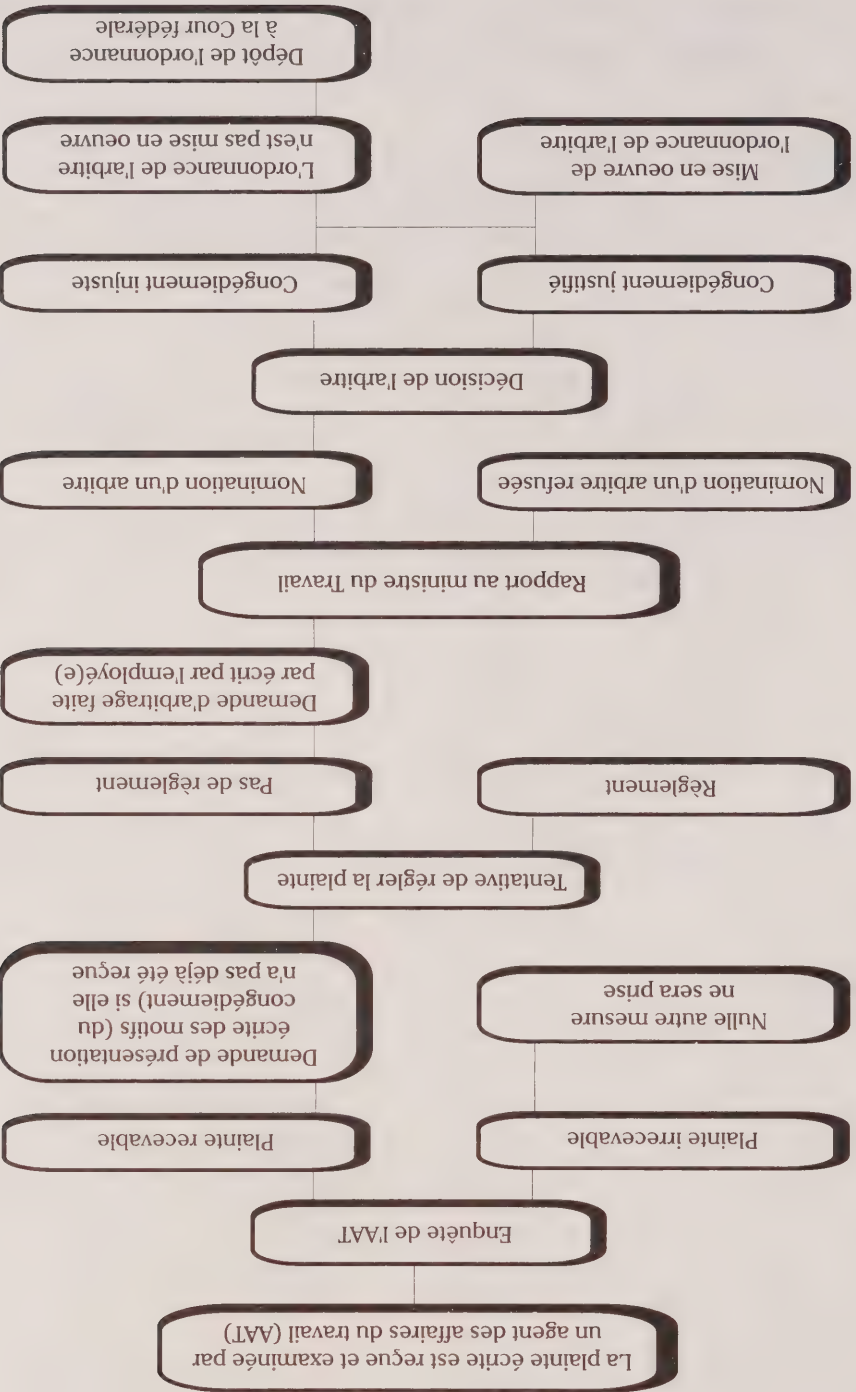 La plainte écrite est reçue et examinée par
un agent des affaires du travail (AAT)
Enquête de l'AAT
Plainte irrecevable
Plainte recevable
Nulle autre mesure
ne sera prise
Demande de présentation
écrite des motifs (du
congédiement) si elle
n'a pas déjà été reçue
Tentative de régler la plainte
Règlement
Pas de règlement
Demande d'arbitrage faite
par écrit par l'employé(e)
Rapport au ministre du Travail
Nomination d'un arbitre refusée
Nomination d'un arbitre
Décision de l'arbitre
Congédiement justifié
Congédiement injuste
Mise en oeuvre de
l'ordonnance de l'arbitre
L'ordonnance de l'arbitre
n'est pas mise en oeuvre
Dépôt de l'ordonnance
à la Cour fédérale